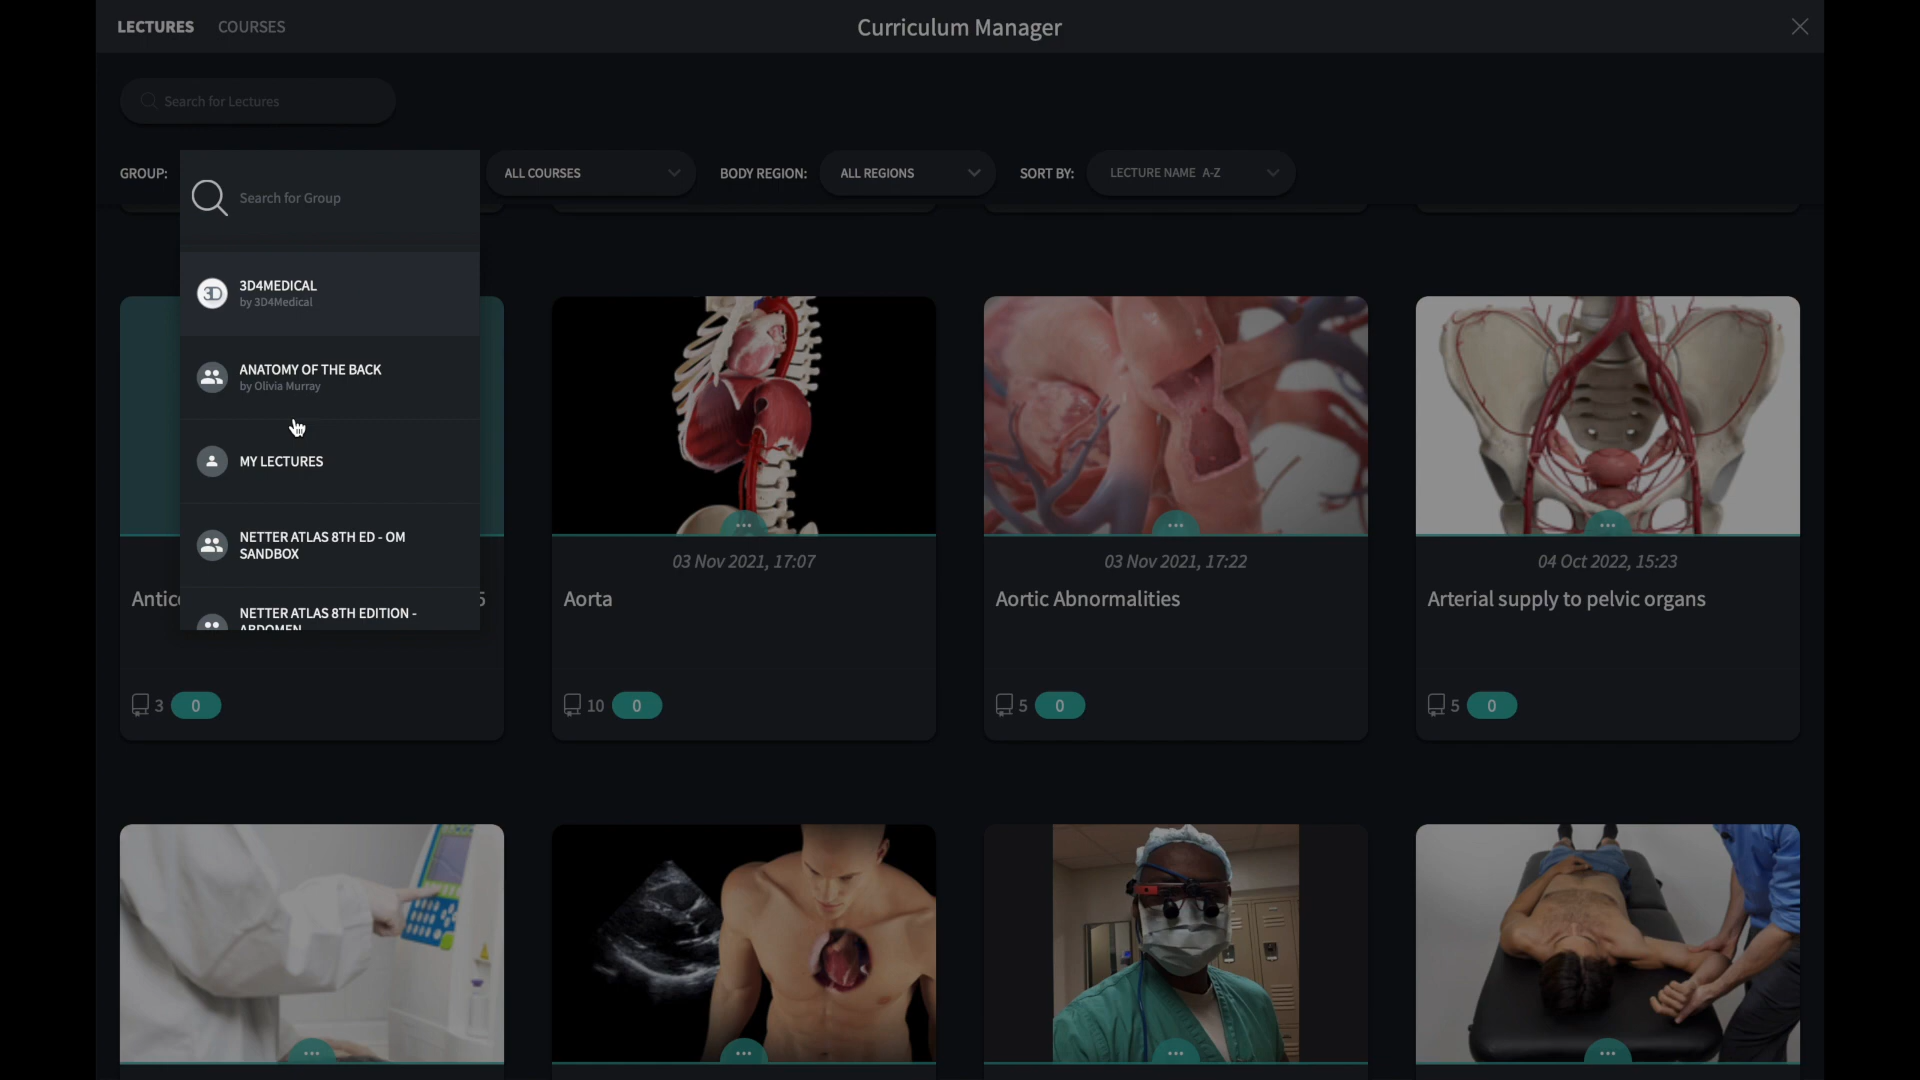 LECTURES COURSES Curriculum Manager
Search for Lectures
GROUP: ALL COURSES BODY REGION: ALL REGIONS SORT BY: LECTURE NAME A-Z
Search for Group
3D 3D4MEDICAL
by 3D4Medical
ANATOMY OF THE BACK
by Olivia Murray
MY LECTURES
NETTER ATLAS 8TH ED - OM
SANDBOX
NETTER ATLAS 8TH EDITION -
ABDOMEN
03 Nov 2021, 17:07
03 Nov 2021, 17:22
04 Oct 2022, 15:23
Aorta
Aortic Abnormalities
Arterial supply to pelvic organs
3 0
10 0
5 0
5 0